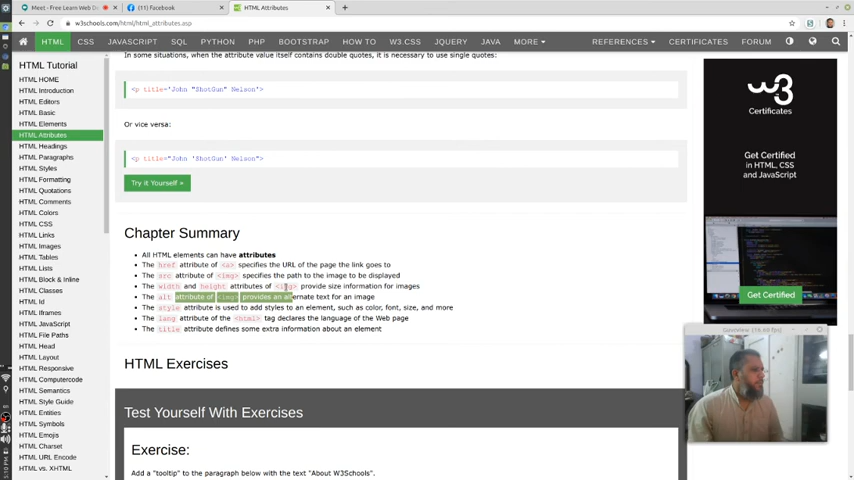 Meet - Free Learn Web De
(11) Facebook
HTML Attributes
w3schools.com/html/html_attributes.asp
HTML CSS JAVASCRIPT SQL PYTHON PHP BOOTSTRAP HOW TO W3.CSS JQUERY JAVA MORE REFERENCES CERTIFICATES FORUM
HTML Tutorial
HTML HOME
HTML Introduction
HTML Editors
HTML Basic
HTML Elements
HTML Attributes
HTML Headings
HTML Paragraphs
HTML Styles
HTML Formatting
HTML Quotations
HTML Comments
HTML Colors
HTML CSS
HTML Links
HTML Images
HTML Tables
HTML Lists
HTML Block & Inline
HTML Classes
HTML Id
HTML Iframes
HTML JavaScript
HTML File Paths
HTML Head
HTML Layout
HTML Responsive
HTML Computercode
HTML Semantics
HTML Style Guide
HTML Entities
HTML Symbols
HTML Emojis
HTML Charset
HTML URL Encode
HTML vs. XHTML
In some situations, when the attribute value itself contains double quotes, it is necessary to use single quotes:
<p title='John "ShotGun" Nelson'>
Or vice versa:
<p title="John 'ShotGun' Nelson">
Try it Yourself »
Chapter Summary
All HTML elements can have attributes
The href attribute of <a> specifies the URL of the page the link goes to
The src attribute of <img> specifies the path to the image to be displayed
The width and height attributes of <img> provide size information for images
The alt attribute of <img> provides an alternate text for an image
The style attribute is used to add styles to an element, such as color, font, size, and more
The lang attribute of the <html> tag declares the language of the Web page
The title attribute defines some extra information about an element
HTML Exercises
Test Yourself With Exercises
Exercise:
Add a "tooltip" to the paragraph below with the text "About W3Schools".
w3
Certificates
Get Certified
in HTML, CSS
and JavaScript
Get Certified